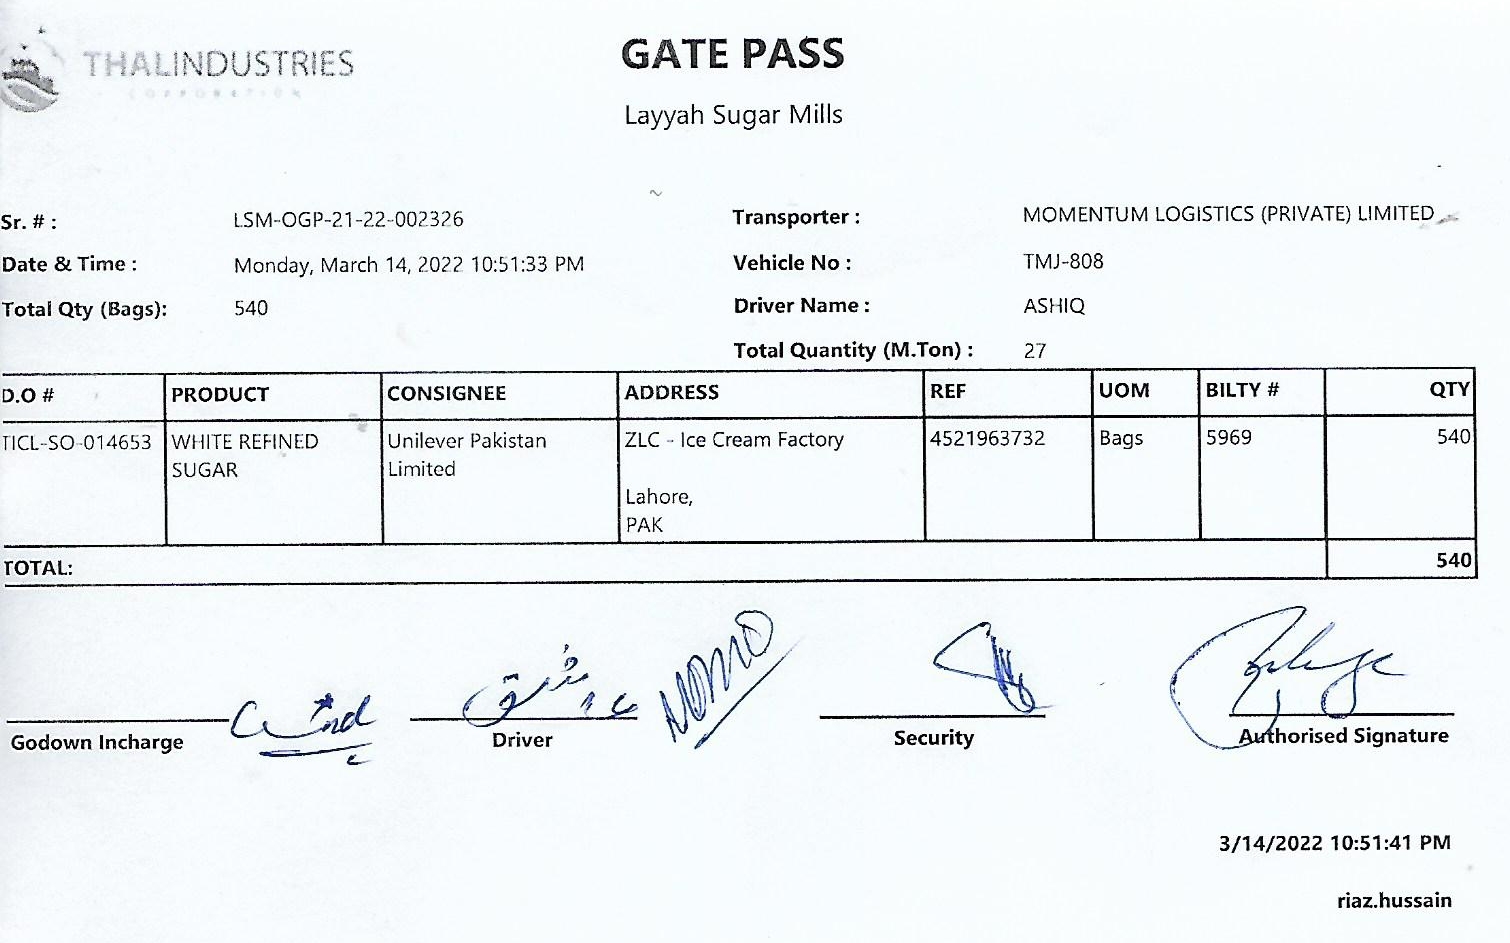 THALINDUSTRIES
CORPORATION
GATE PASS
Layyah Sugar Mills
Sr. # : LSM-OGP-21-22-002326
Transporter : MOMENTUM LOGISTICS (PRIVATE) LIMITED
Date & Time : Monday, March 14, 2022 10:51:33 PM
Vehicle No : TMJ-808
Total Qty (Bags): 540
Driver Name : ASHIQ
Total Quantity (M.Ton) : 27
D.O # PRODUCT CONSIGNEE ADDRESS REF UOM BILTY # QTY
TICL-SO-014653 WHITE REFINED Unilever Pakistan ZLC - Ice Cream Factory 4521963732 Bags 5969 540
SUGAR Limited
Lahore,
PAK
TOTAL: 540
Godown Incharge Driver Security Authorised Signature
3/14/2022 10:51:41 PM
riaz.hussain